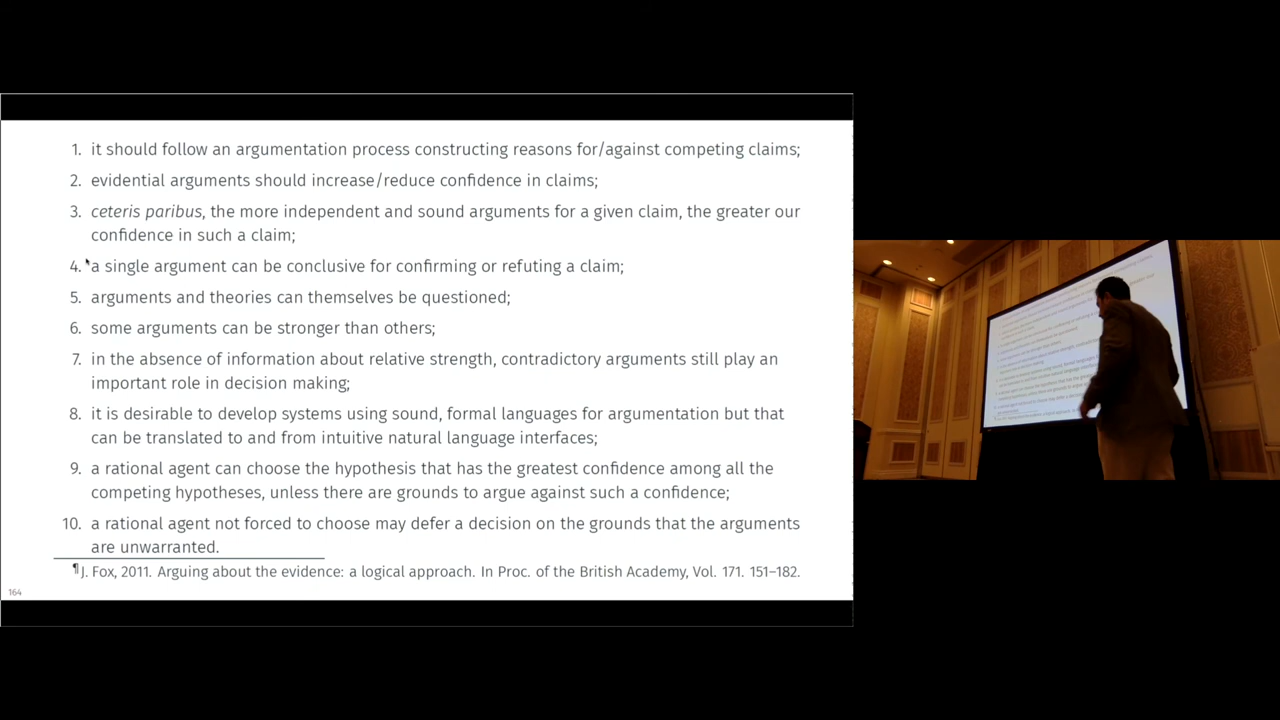 1. it should follow an argumentation process constructing reasons for/against competing claims;
2. evidential arguments should increase/reduce confidence in claims;
3. ceteris paribus, the more independent and sound arguments for a given claim, the greater our
confidence in such a claim;
4. a single argument can be conclusive for confirming or refuting a claim;
5. arguments and theories can themselves be questioned;
6. some arguments can be stronger than others;
7. in the absence of information about relative strength, contradictory arguments still play an
important role in decision making;
8. it is desirable to develop systems using sound, formal languages for argumentation but that
can be translated to and from intuitive natural language interfaces;
9. a rational agent can choose the hypothesis that has the greatest confidence among all the
competing hypotheses, unless there are grounds to argue against such a confidence;
10. a rational agent not forced to choose may defer a decision on the grounds that the arguments
are unwarranted.
¶J. Fox, 2011. Arguing about the evidence: a logical approach. In Proc. of the British Academy, Vol. 171. 151–182.
164